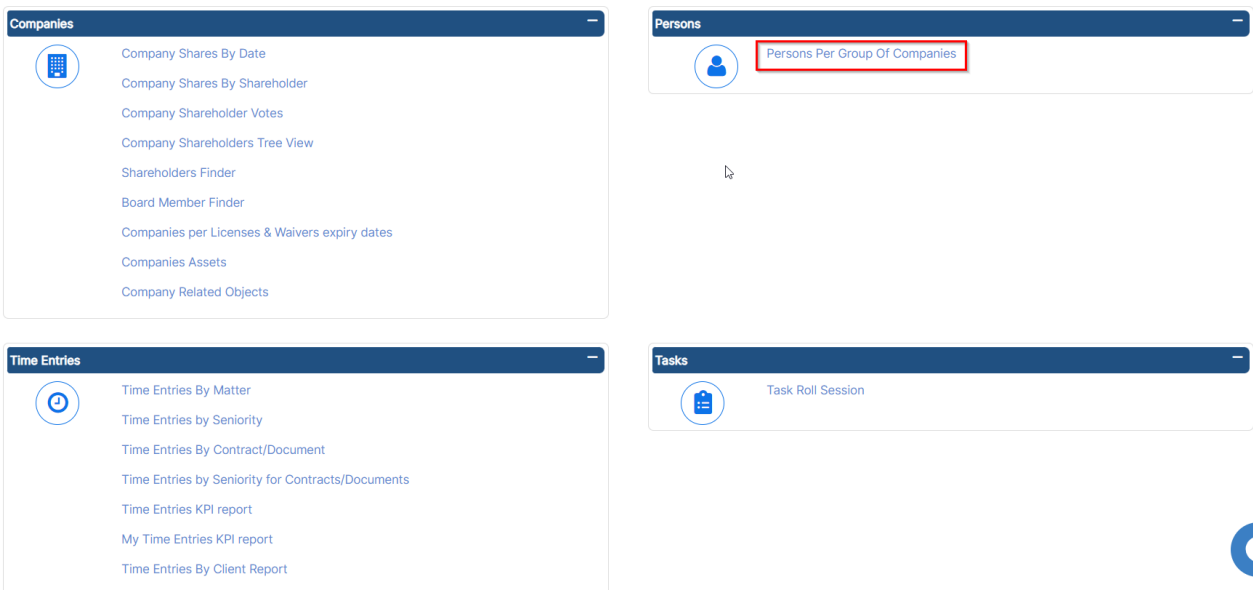 Companies
Company Shares By Date
Company Shares By Shareholder
Company Shareholder Votes
Company Shareholders Tree View
Shareholders Finder
Board Member Finder
Companies per Licenses & Waivers expiry dates
Companies Assets
Company Related Objects
Persons
Persons Per Group Of Companies
Time Entries
Time Entries By Matter
Time Entries by Seniority
Time Entries By Contract/Document
Time Entries by Seniority for Contracts/Documents
Time Entries KPI report
My Time Entries KPI report
Time Entries By Client Report
Tasks
Task Roll Session